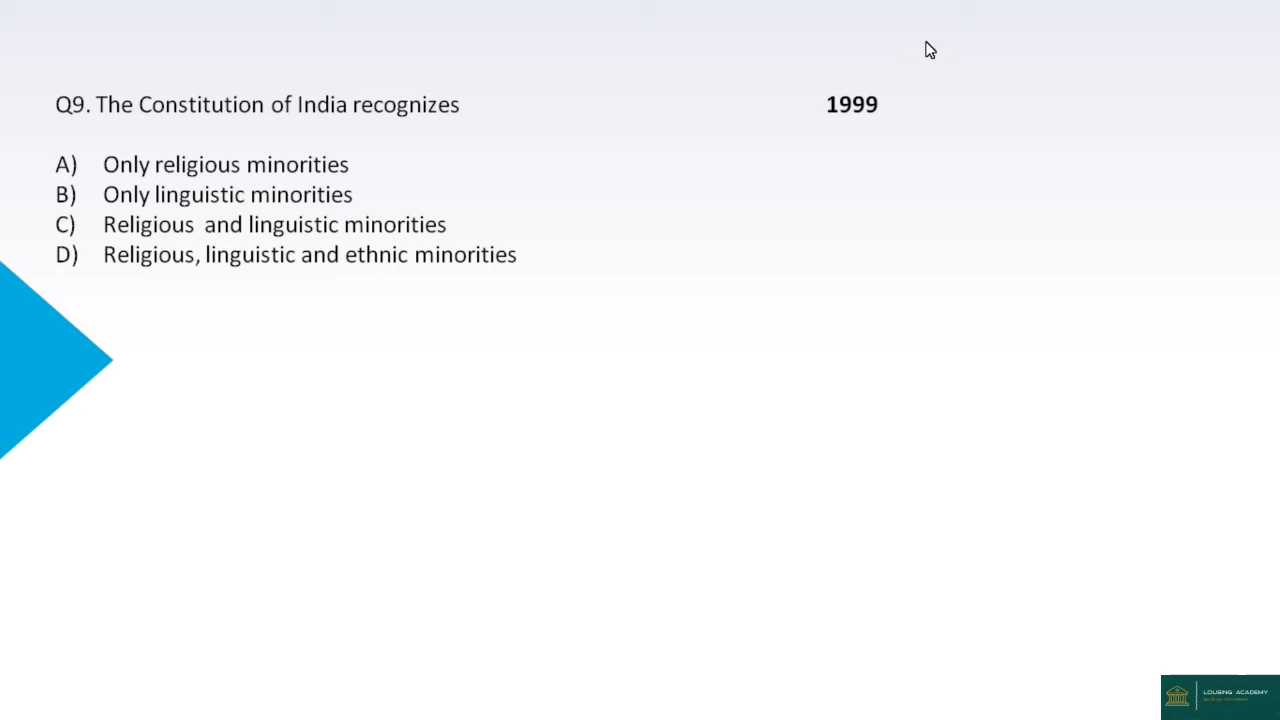 Q9. The Constitution of India recognizes 1999
A) Only religious minorities
B) Only linguistic minorities
C) Religious and linguistic minorities
D) Religious, linguistic and ethnic minorities
LOUSING ACADEMY